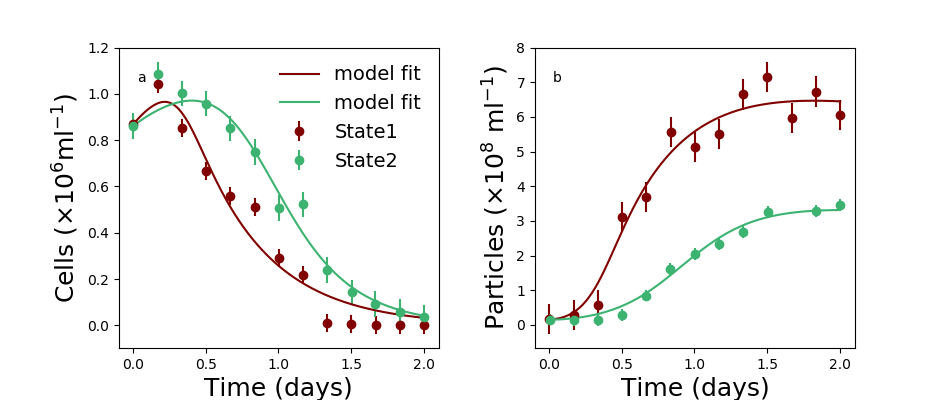 a
model fit
model fit
State1
State2
1.2
1.0
0.8
0.6
0.4
0.2
0.0
0.0
0.5
1.0
1.5
2.0
Cells (×10⁶ml⁻¹)
Time (days)
b
8
7
6
5
4
3
2
1
0
0.0
0.5
1.0
1.5
2.0
Particles (×10⁸ ml⁻¹)
Time (days)